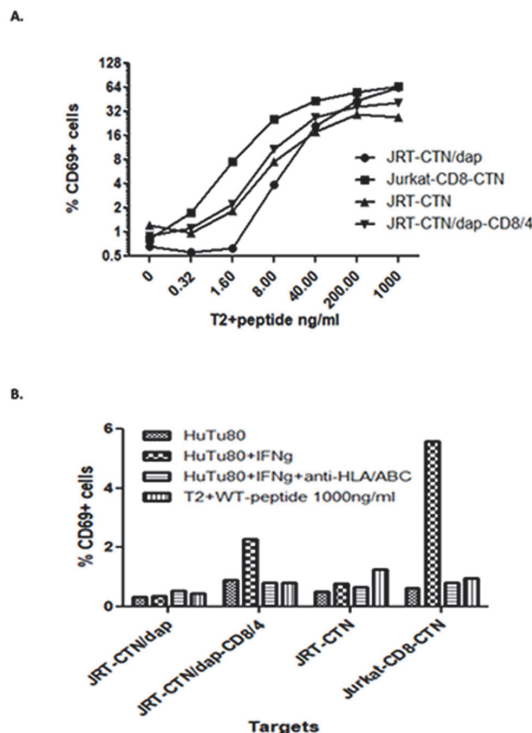 A.
% CD69+ cells
128
64
32
16
8
4
2
1
0.5
JRT-CTN/dap
Jurkat-CD8-CTN
JRT-CTN
JRT-CTN/dap-CD8/4
0
0.32
1.60
8.00
40.00
200.00
1000
T2+peptide ng/ml
B.
% CD69+ cells
6
4
2
0
HuTu80
HuTu80+IFNg
HuTu80+IFNg+anti-HLA/ABC
T2+WT-peptide 1000ng/ml
JRT-CTN/dap
JRT-CTN/dap-CD8/4
JRT-CTN
Jurkat-CD8-CTN
Targets